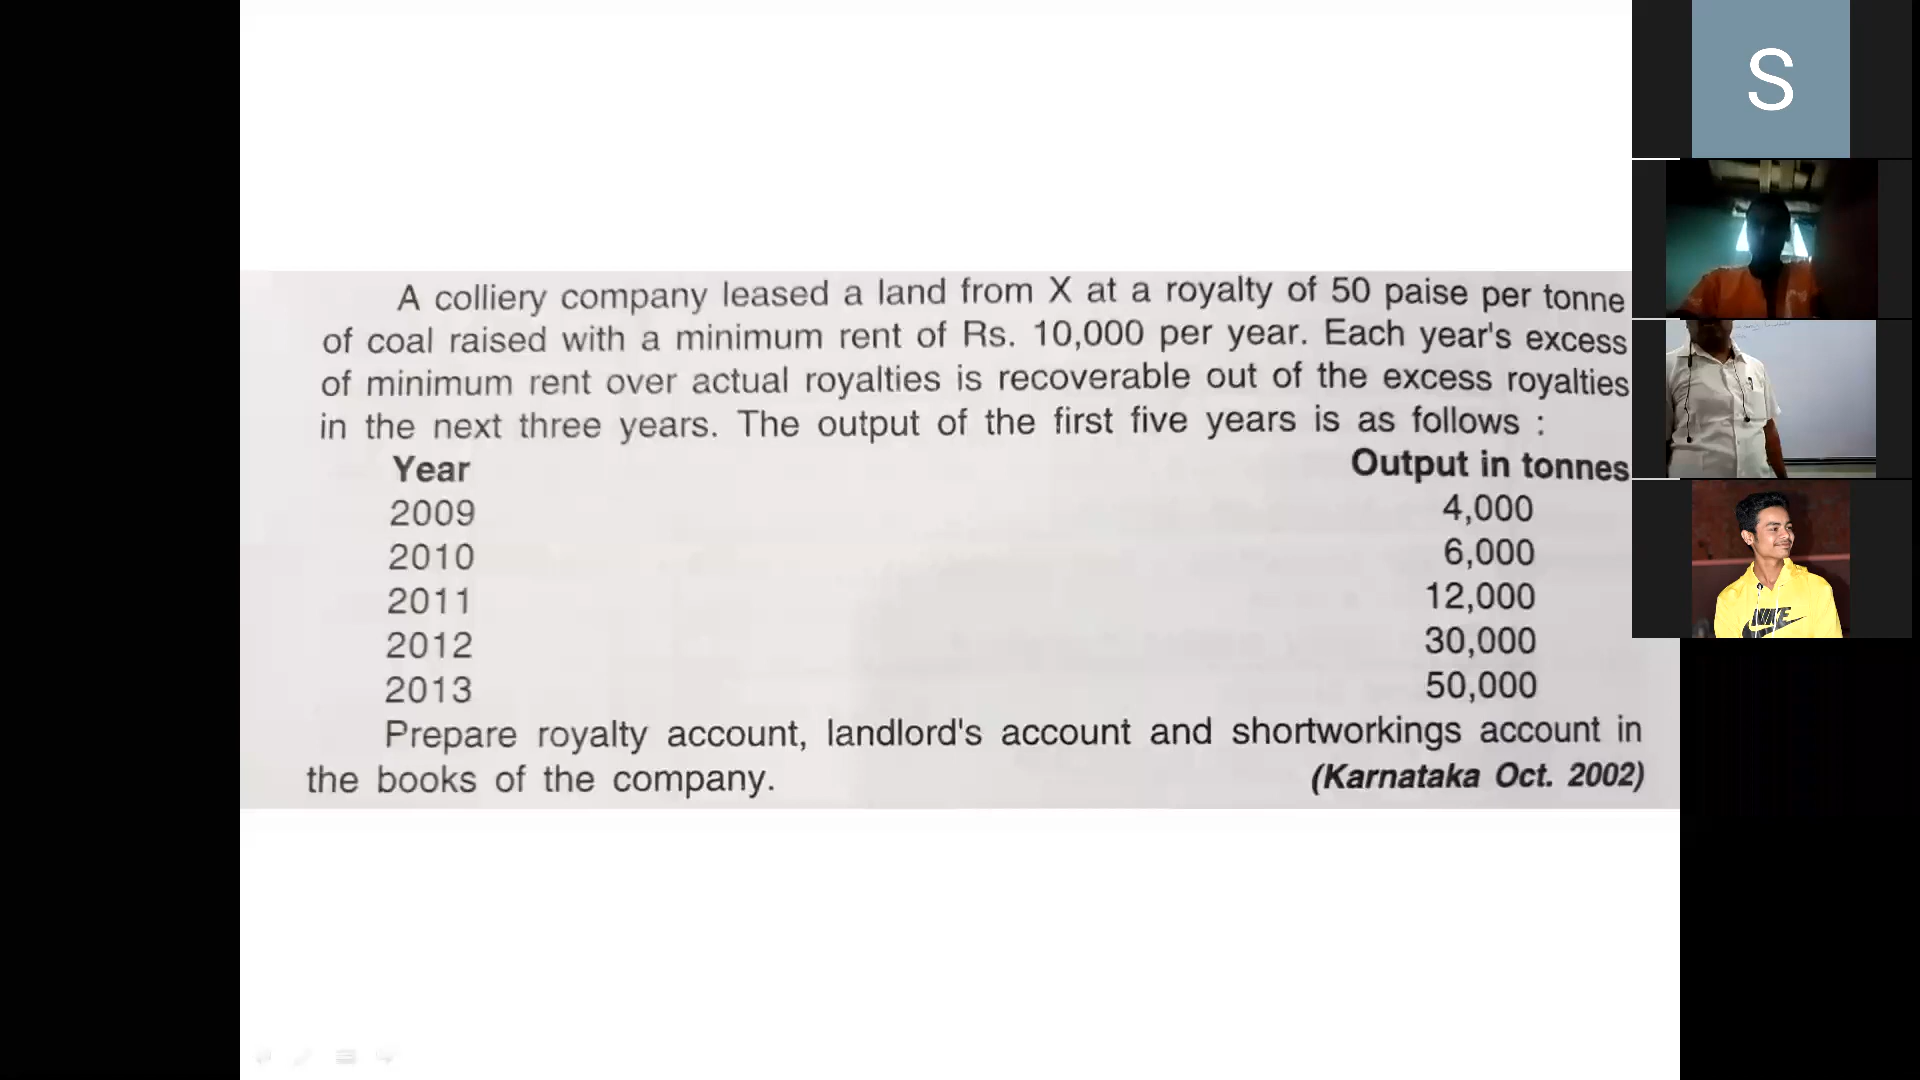 A colliery company leased a land from X at a royalty of 50 paise per tonne
of coal raised with a minimum rent of Rs. 10,000 per year. Each year's excess
of minimum rent over actual royalties is recoverable out of the excess royalties
in the next three years. The output of the first five years is as follows :
Year Output in tonnes
2009 4,000
2010 6,000
2011 12,000
2012 30,000
2013 50,000
Prepare royalty account, landlord's account and shortworkings account in
the books of the company. (Karnataka Oct. 2002)
S
NIKE